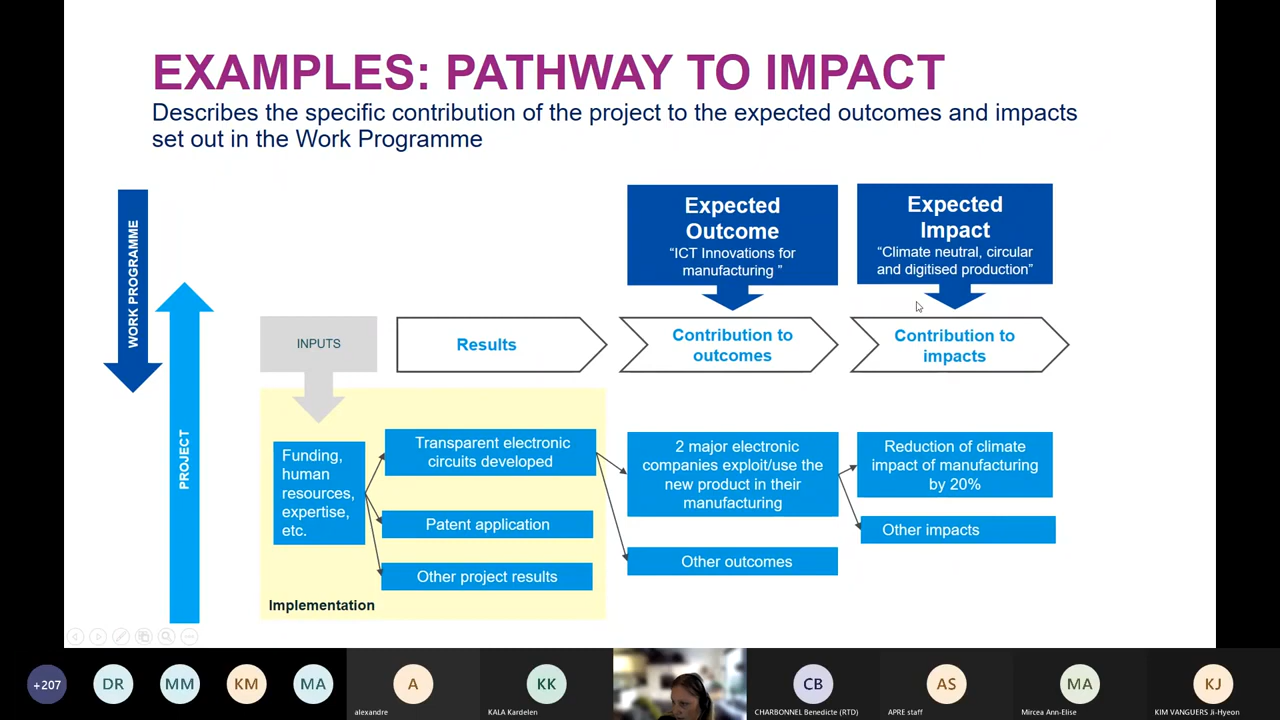 EXAMPLES: PATHWAY TO IMPACT
Describes the specific contribution of the project to the expected outcomes and impacts
set out in the Work Programme
WORK PROGRAMME
PROJECT
Expected
Outcome
“ICT Innovations for
manufacturing ”
Expected
Impact
“Climate neutral, circular
and digitised production”
INPUTS
Results
Contribution to
outcomes
Contribution to
impacts
Funding,
human
resources,
expertise,
etc.
Transparent electronic
circuits developed
Patent application
Other project results
Implementation
2 major electronic
companies exploit/use the
new product in their
manufacturing
Other outcomes
Reduction of climate
impact of manufacturing
by 20%
Other impacts
+207
DR
MM
KM
MA
A
alexandre
KK
KALA Kardelen
CB
CHARBONNEL Benedicte (RTD)
AS
APRE staff
MA
Mircea Ann-Elise
KJ
KIM VANGUERS Ji-Hyeon